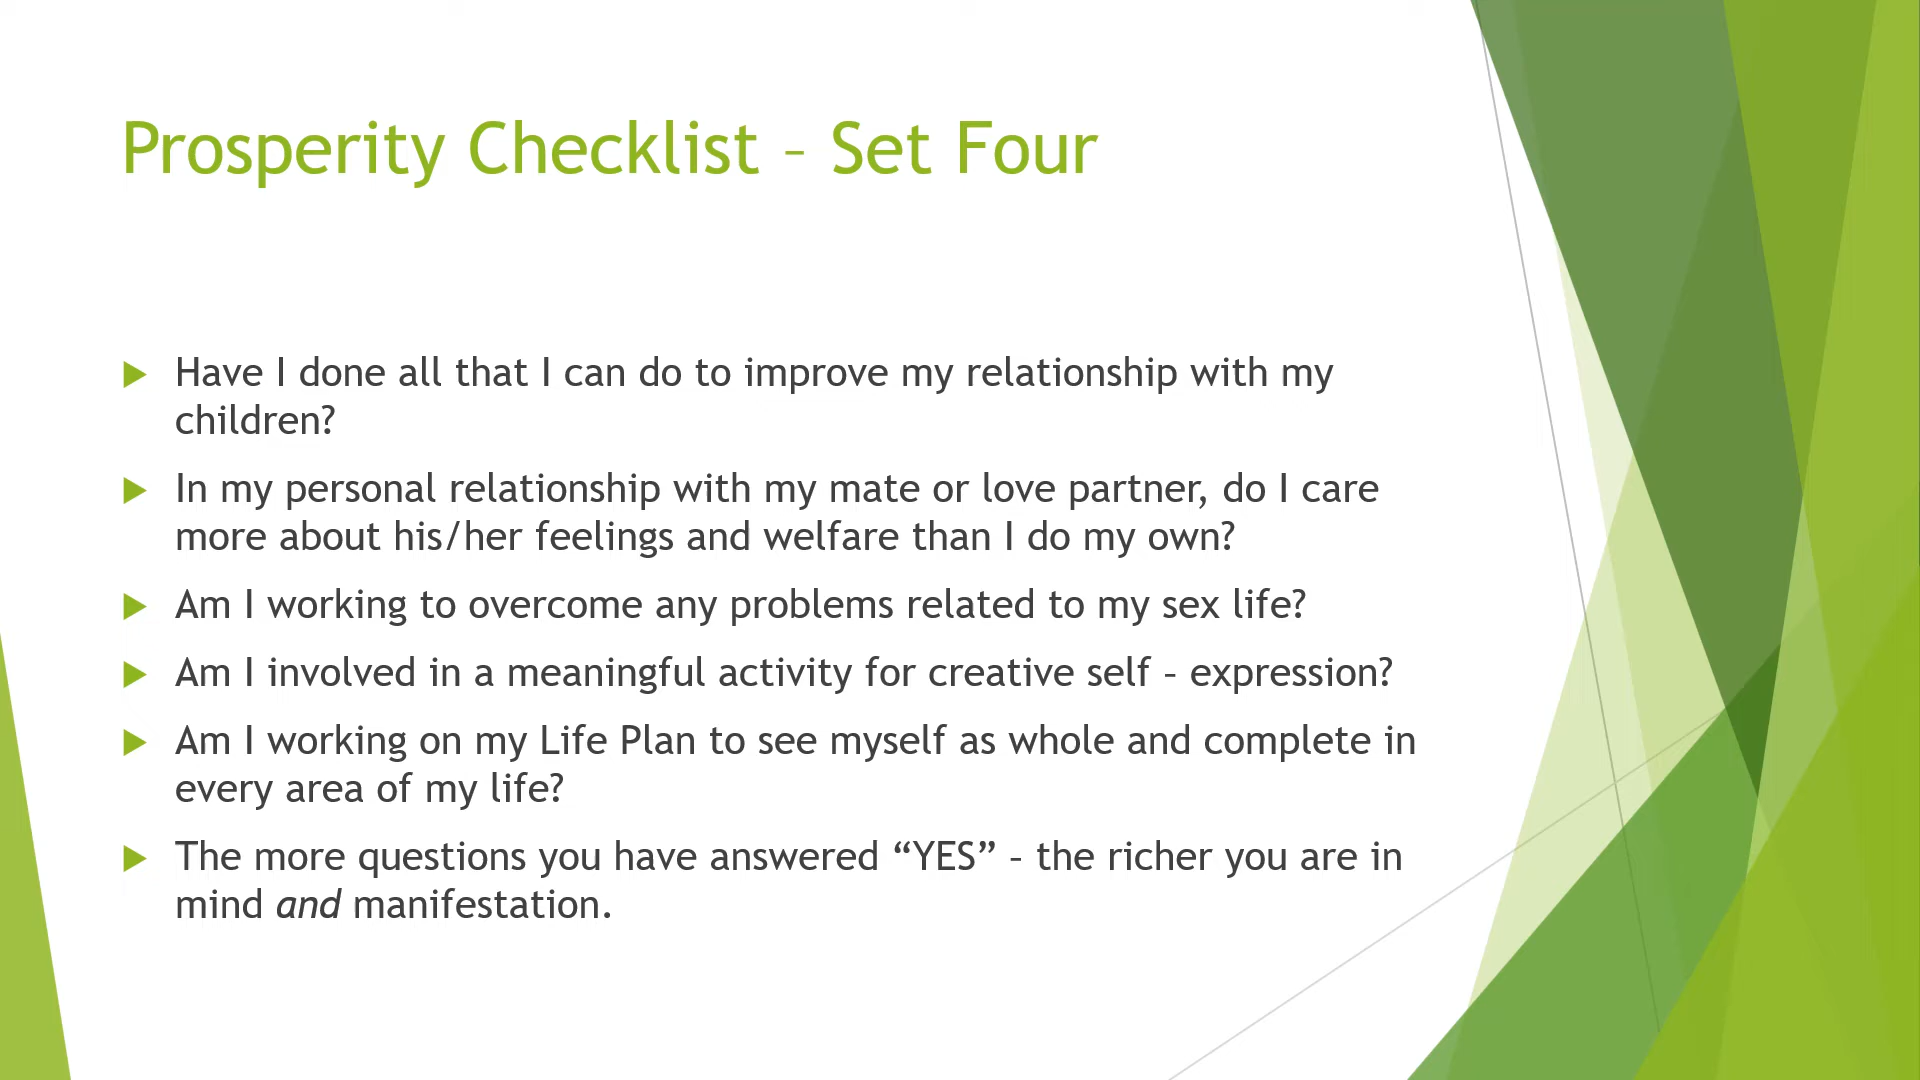 Prosperity Checklist – Set Four
Have I done all that I can do to improve my relationship with my
children?
In my personal relationship with my mate or love partner, do I care
more about his/her feelings and welfare than I do my own?
Am I working to overcome any problems related to my sex life?
Am I involved in a meaningful activity for creative self – expression?
Am I working on my Life Plan to see myself as whole and complete in
every area of my life?
The more questions you have answered “YES” – the richer you are in
mind and manifestation.